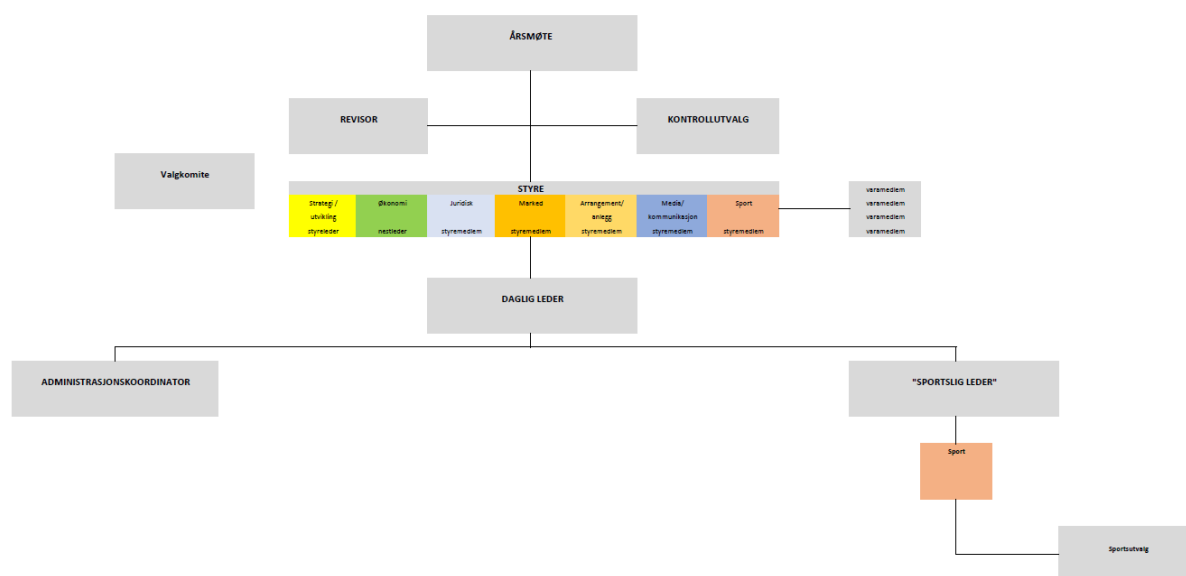 ÅRSMØTE
REVISOR
KONTROLLUTVALG
Valgkomite
STYRE
Strategi /
utvikling
styreleder
Økonomi
nestleder
Juridisk
styremedlem
Marked
styremedlem
Arrangement/
anlegg
styremedlem
Media/
kommunikasjon
styremedlem
Sport
styremedlem
varamedlem
varamedlem
varamedlem
varamedlem
DAGLIG LEDER
ADMINISTRASJONSKOORDINATOR
"SPORTSLIG LEDER"
Sport
Sportsutvalg